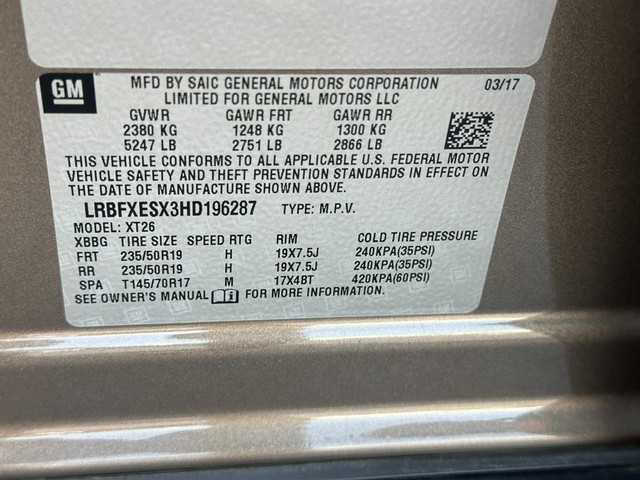 GM
MFD BY SAIC GENERAL MOTORS CORPORATION 03/17
LIMITED FOR GENERAL MOTORS LLC
GVWR GAWR FRT GAWR RR
2380 KG 1248 KG 1300 KG
5247 LB 2751 LB 2866 LB
THIS VEHICLE CONFORMS TO ALL APPLICABLE U.S. FEDERAL MOTOR
VEHICLE SAFETY AND THEFT PREVENTION STANDARDS IN EFFECT ON
THE DATE OF MANUFACTURE SHOWN ABOVE.
LRBFXESX3HD196287 TYPE: M.P.V.
MODEL: XT26
XBBG TIRE SIZE SPEED RTG RIM COLD TIRE PRESSURE
FRT 235/50R19 H 19X7.5J 240KPA(35PSI)
RR 235/50R19 H 19X7.5J 240KPA(35PSI)
SPA T145/70R17 M 17X4BT 420KPA(60PSI)
SEE OWNER'S MANUAL FOR MORE INFORMATION.